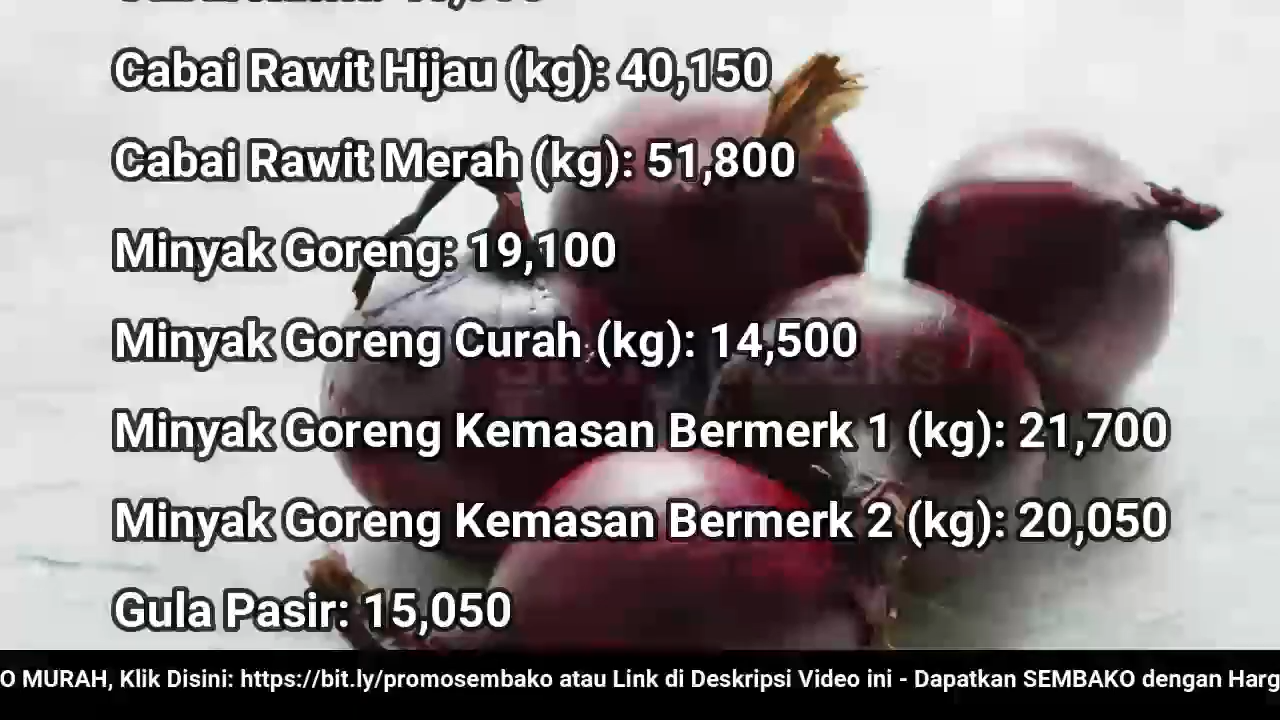 Cabai Rawit Hijau (kg): 40,150
Cabai Rawit Merah (kg): 51,800
Minyak Goreng: 19,100
Minyak Goreng Curah (kg): 14,500
Minyak Goreng Kemasan Bermerk 1 (kg): 21,700
Minyak Goreng Kemasan Bermerk 2 (kg): 20,050
Gula Pasir: 15,050
O MURAH, Klik Disini: https://bit.ly/promosembako atau Link di Deskripsi Video ini - Dapatkan SEMBAKO dengan Harg